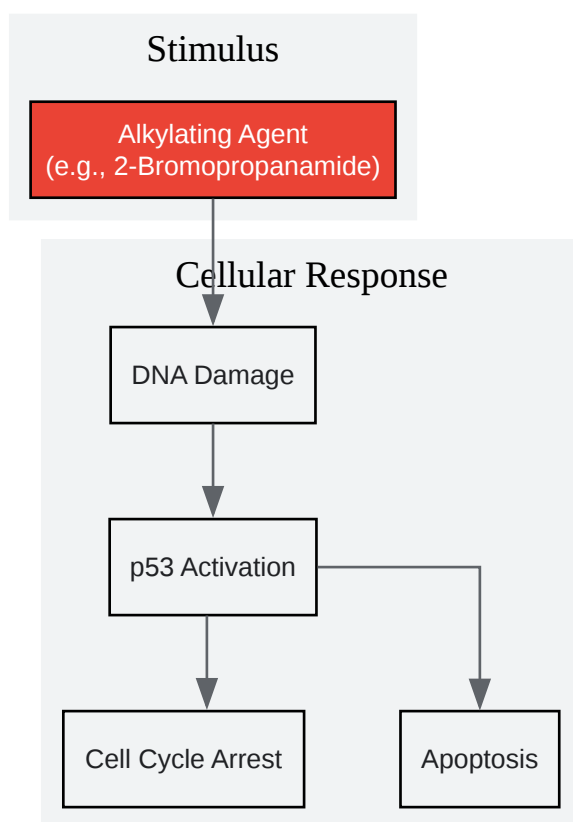 Stimulus
Alkylating Agent
(e.g., 2-Bromopropanamide)
Cellular Response
DNA Damage
p53 Activation
Cell Cycle Arrest
Apoptosis